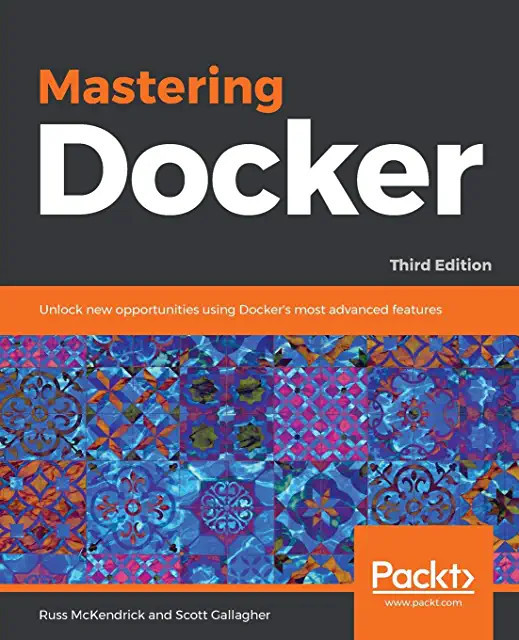 Mastering
Docker
Third Edition
Unlock new opportunities using Docker's most advanced features
Packt>
www.packt.com
Russ McKendrick and Scott Gallagher